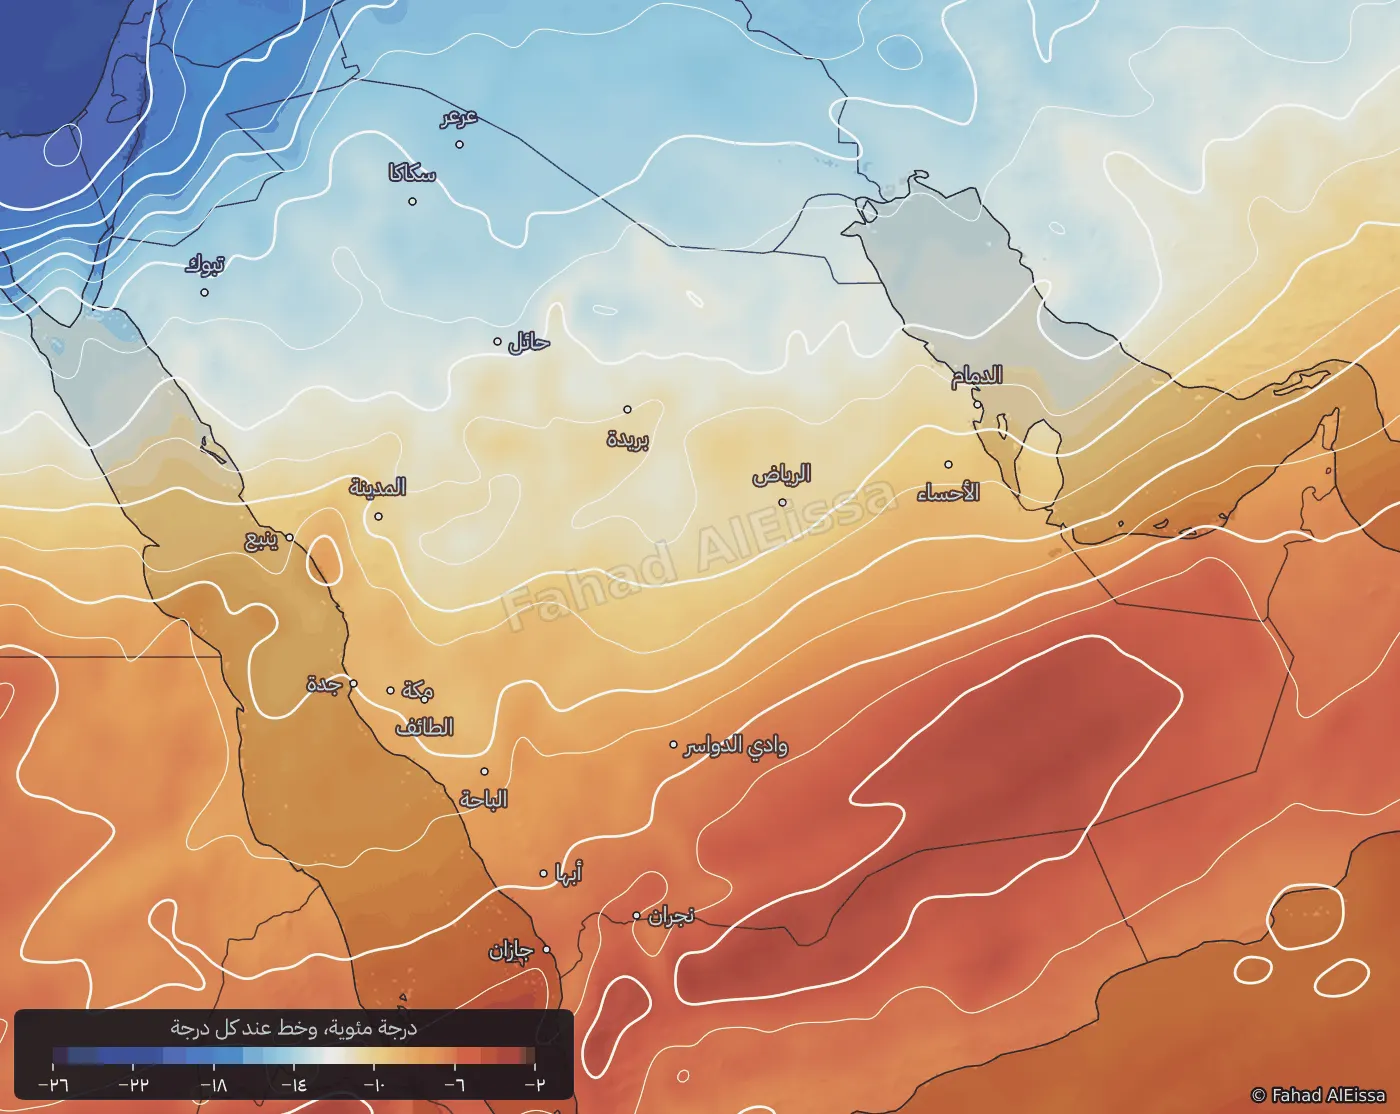 عرعر
سكاكا
تبوك
حائل
الدمام
بريدة
الرياض
المدينة
الأحساء
ينبع
Fahad AlEissa
جدة
مكة
الطائف
وادي الدواسر
الباحة
أبها
نجران
جازان
درجة مئوية، وخط عند كل درجة
−٢٦ −٢٢ −١٨ −١٤ −١٠ −٦ −٢
© Fahad AlEissa